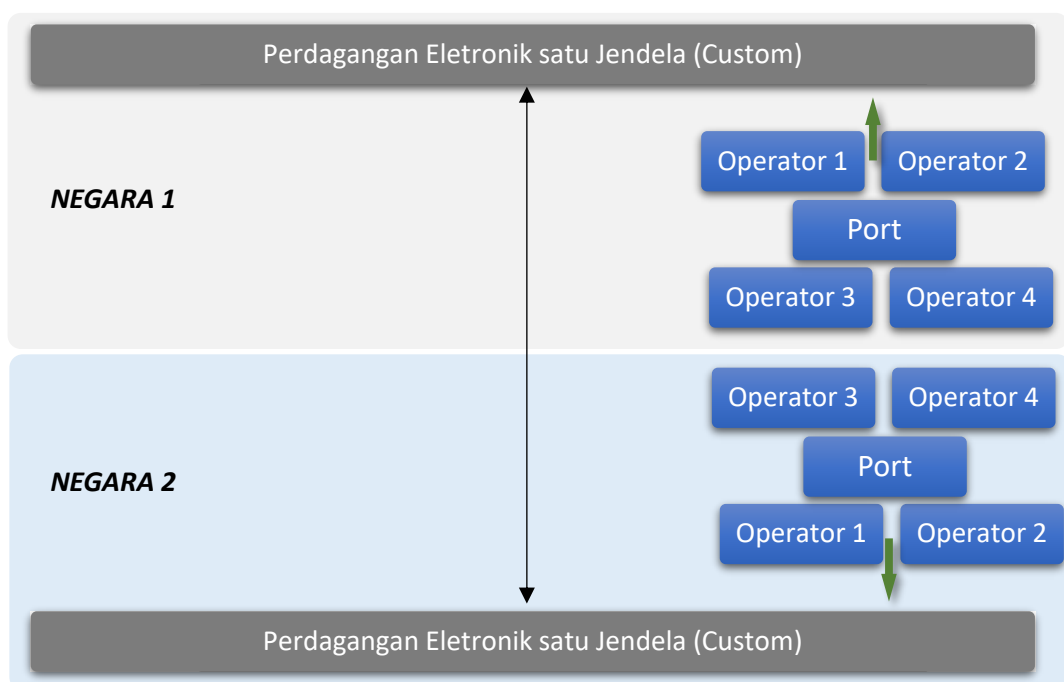 Perdagangan Eletronik satu Jendela (Custom)
Operator 1
Operator 2
NEGARA 1
Port
Operator 3
Operator 4
Operator 3
Operator 4
NEGARA 2
Port
Operator 1
Operator 2
Perdagangan Eletronik satu Jendela (Custom)